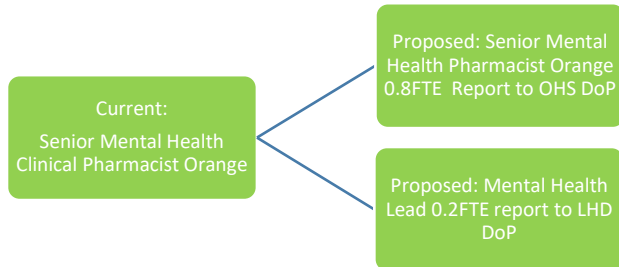 Current:
Senior Mental Health
Clinical Pharmacist Orange
Proposed: Senior Mental
Health Pharmacist Orange
0.8FTE  Report to OHS DoP
Proposed: Mental Health
Lead 0.2FTE report to LHD
DoP